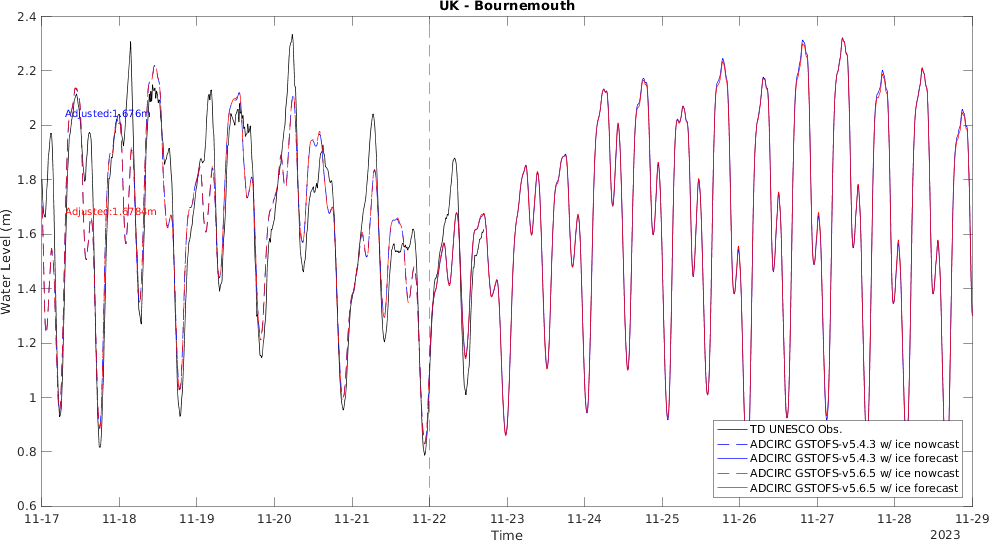 UK - Bournemouth
2.4
2.2
2
1.8
1.6
1.4
1.2
1
0.8
0.6
Water Level (m)
Adjusted:1.676m
Adjusted:1.6784m
TD UNESCO Obs.
ADCIRC GSTOFS-v5.4.3 w/ ice nowcast
ADCIRC GSTOFS-v5.4.3 w/ ice forecast
ADCIRC GSTOFS-v5.6.5 w/ ice nowcast
ADCIRC GSTOFS-v5.6.5 w/ ice forecast
11-17 11-18 11-19 11-20 11-21 11-22 11-23 11-24 11-25 11-26 11-27 11-28 11-29
Time
2023